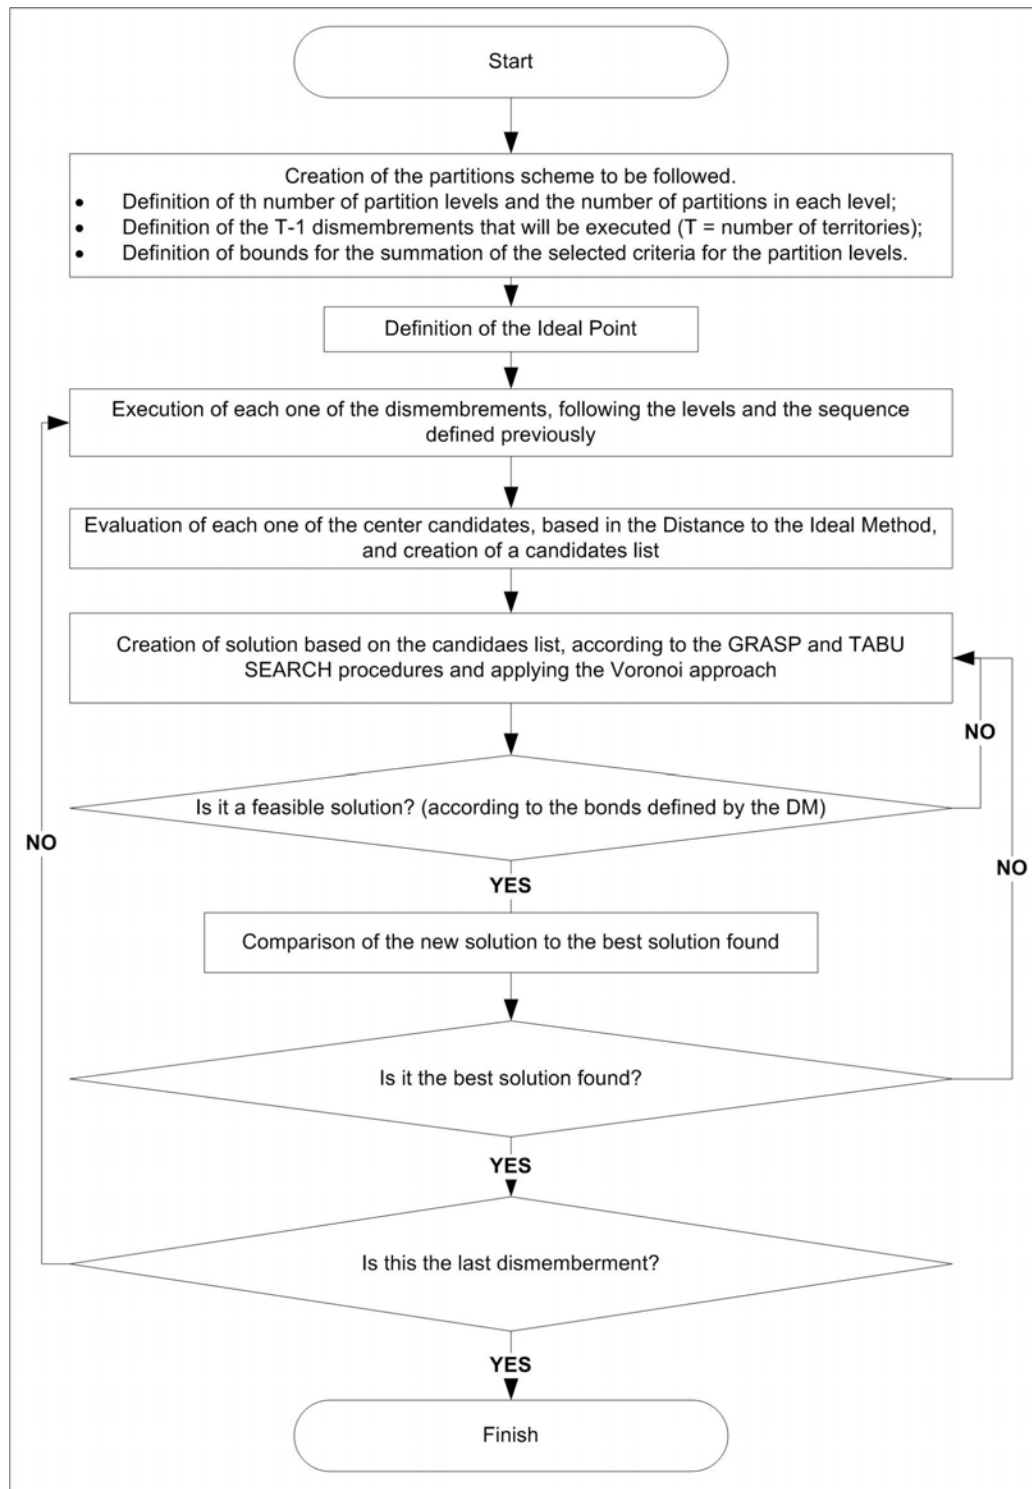 Start
Creation of the partitions scheme to be followed.
• Definition of th number of partition levels and the number of partitions in each level;
• Definition of the T-1 dismembrements that will be executed (T = number of territories);
• Definition of bounds for the summation of the selected criteria for the partition levels.
Definition of the Ideal Point
Execution of each one of the dismembrements, following the levels and the sequence
defined previously
Evaluation of each one of the center candidates, based in the Distance to the Ideal Method,
and creation of a candidates list
Creation of solution based on the candidaes list, according to the GRASP and TABU
SEARCH procedures and applying the Voronoi approach
NO
Is it a feasible solution? (according to the bonds defined by the DM)
NO
NO
YES
Comparison of the new solution to the best solution found
Is it the best solution found?
YES
Is this the last dismemberment?
YES
Finish